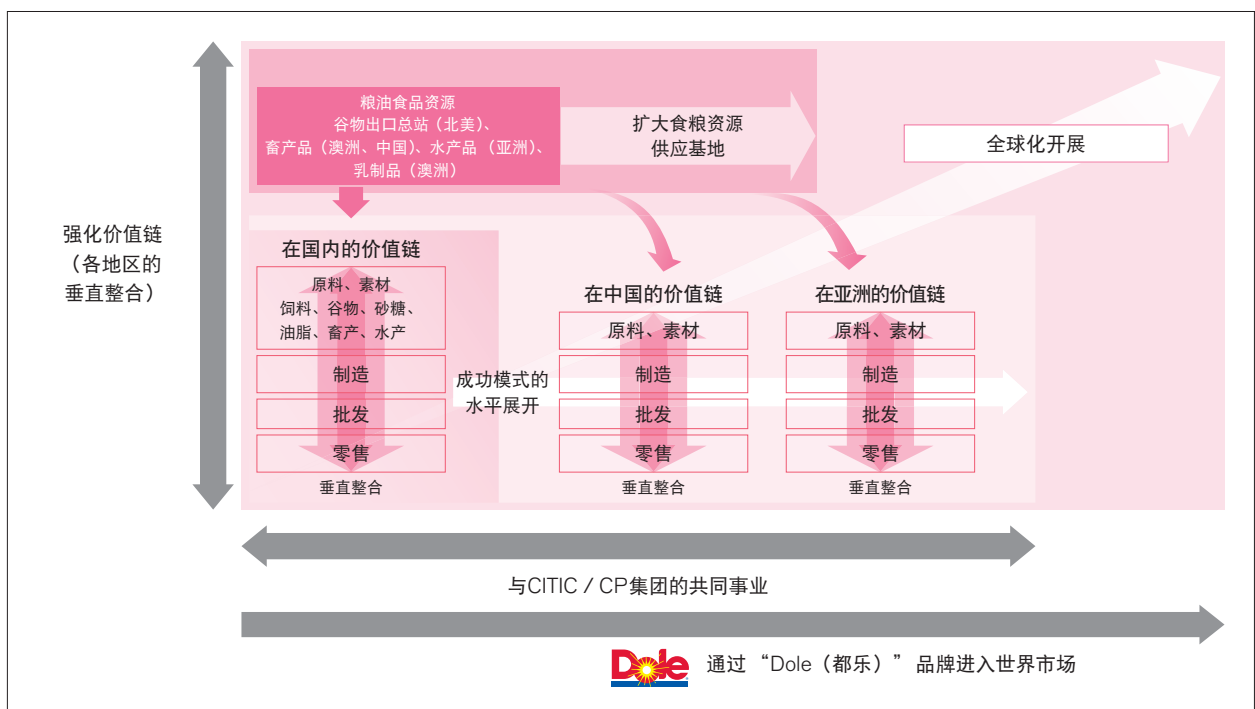 粮油食品资源
谷物出口总站（北美）、
畜产品（澳洲、中国）、水产品（亚洲）、
乳制品（澳洲）
扩大食粮资源
供应基地
全球化开展
强化价值链
（各地区的
垂直整合）
在国内的价值链
原料、素材
饲料、谷物、砂糖、
油脂、畜产、水产
制造
批发
零售
垂直整合
成功模式的
水平展开
在中国的价值链
原料、素材
制造
批发
零售
垂直整合
在亚洲的价值链
原料、素材
制造
批发
零售
垂直整合
与CITIC / CP集团的共同事业
Dole 通过 “Dole（都乐）” 品牌进入世界市场